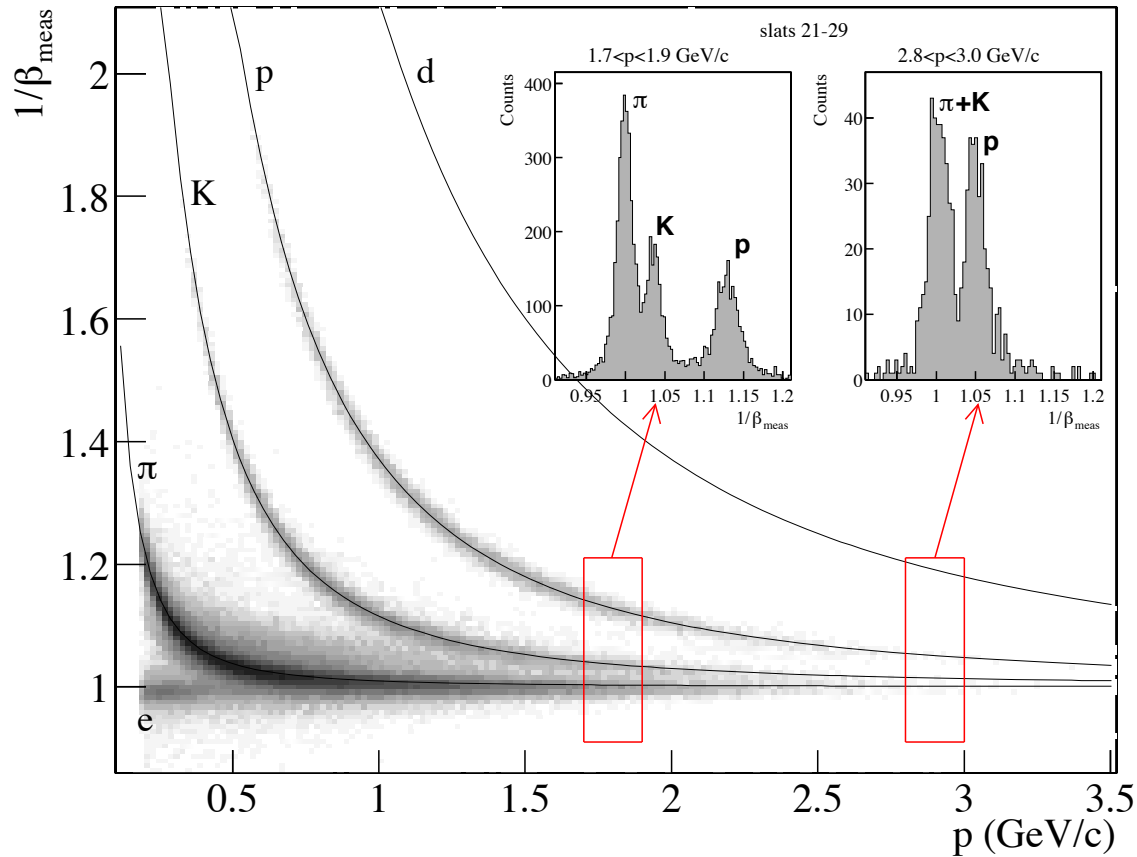 1/βmeas
2
1.8
1.6
1.4
1.2
1
0.5
1
1.5
2
2.5
3
3.5
p (GeV/c)
π
K
p
d
e
slats 21-29
1.7<p<1.9 GeV/c
Counts
400
300
200
100
0
π
K
p
0.95
1
1.05
1.1
1.15
1.2
1/βmeas
2.8<p<3.0 GeV/c
Counts
40
30
20
10
0
π+K
p
0.95
1
1.05
1.1
1.15
1.2
1/βmeas